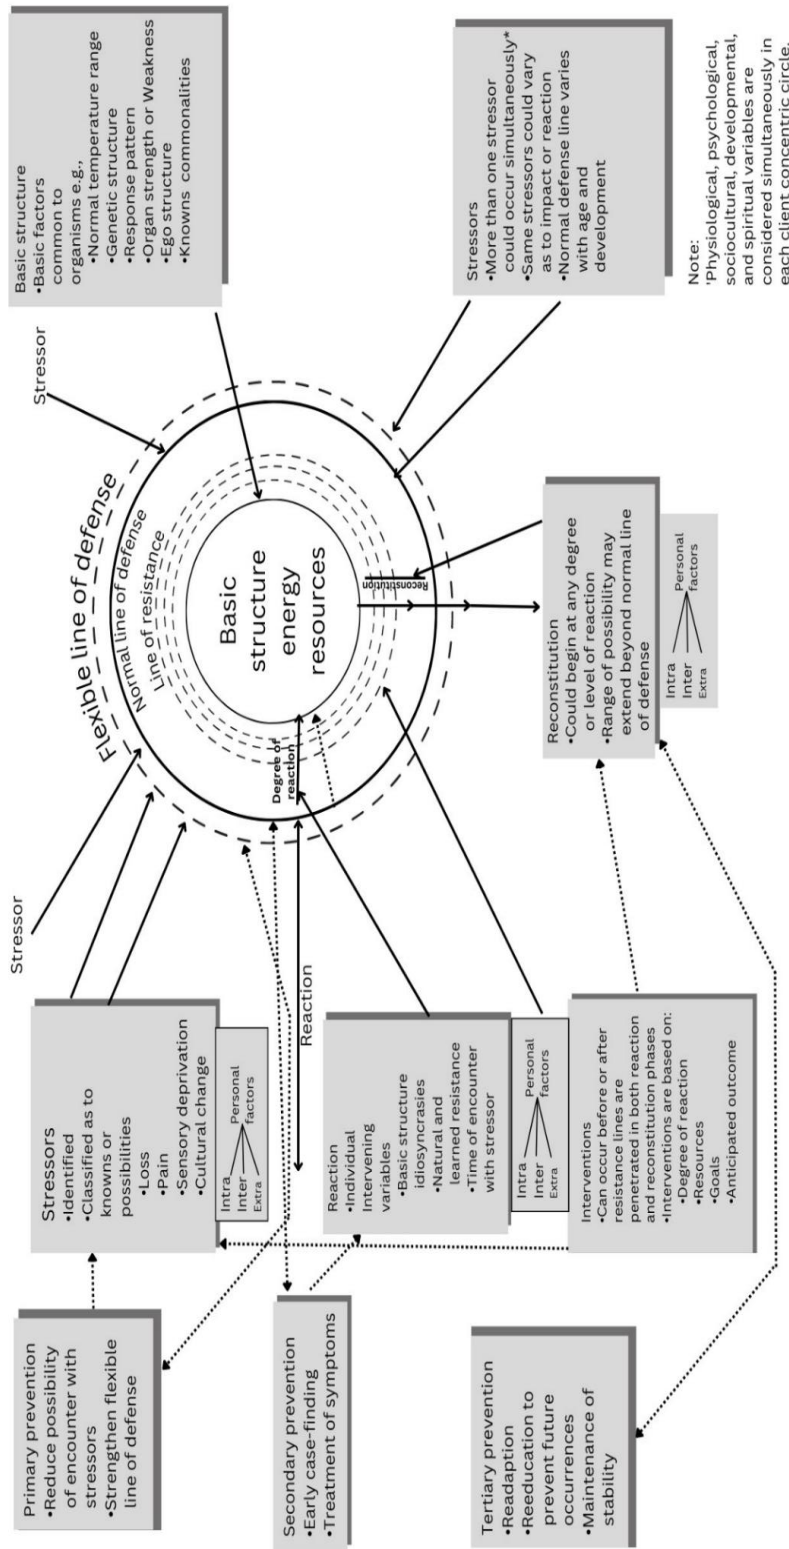 Primary prevention
•Reduce possibility
of encounter with
stressors
•Strengthen flexible
line of defense
Secondary prevention
•Early case-finding
•Treatment of symptoms
Tertiary prevention
•Readaption
•Reeducation to
prevent future
occurrences
•Maintenance of
stability
Stressors
•Identified
•Classified as to
knowns or
possibilities
•Loss
•Pain
•Sensory deprivation
•Cultural change
Intra
Inter
Extra
Personal
factors
Reaction
•Individual
Intervening
variables
•Basic structure
idiosyncrasies
•Natural and
learned resistance
•Time of encounter
with stressor
Intra
Inter
Extra
Personal
factors
Interventions
•Can occur before or after
resistance lines are
penetrated in both reaction
and reconstitution phases
•Interventions are based on:
•Degree of reaction
•Resources
•Goals
•Anticipated outcome
Stressor
Reaction
Stressor
Flexible line of defense
Normal line of defense
Line of resistance
Basic
structure
energy
resources
Degree of
reaction
Reconstitution
Reconstitution
•Could begin at any degree
or level of reaction
•Range of possibility may
extend beyond normal line
of defense
Intra
Inter
Extra
Personal
factors
Basic structure
•Basic factors
common to
organisms e.g.,
•Normal temperature range
•Genetic structure
•Response pattern
•Organ strength or Weakness
•Ego structure
•Knowns commonalities
Stressors
•More than one stressor
could occur simultaneously*
•Same stressors could vary
as to impact or reaction
•Normal defense line varies
with age and
development
Note:
'Physiological, psychological,
sociocultural, developmental,
and spiritual variables are
considered simultaneously in
each client concentric circle.